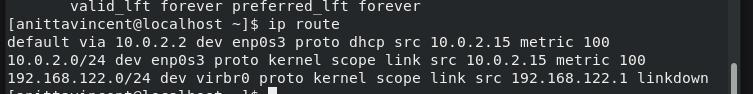 valid_lft forever preferred_lft forever
[anittavincent@localhost ~]$ ip route
default via 10.0.2.2 dev enp0s3 proto dhcp src 10.0.2.15 metric 100
10.0.2.0/24 dev enp0s3 proto kernel scope link src 10.0.2.15 metric 100
192.168.122.0/24 dev virbr0 proto kernel scope link src 192.168.122.1 linkdown
[anittavincent@localhost ~]$